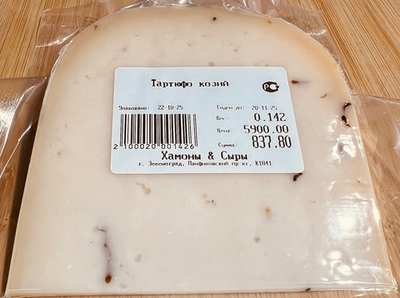 Тартюфо козий
Упаковано: 22-10-25 Годен до: 20-11-25
Вес: 0.142
Цена: 5900.00
Сумма: 837.80
2 100020 001426
Хамоны & Сыры
г. Зеленоград, Панфиловский пр-кт, К1041